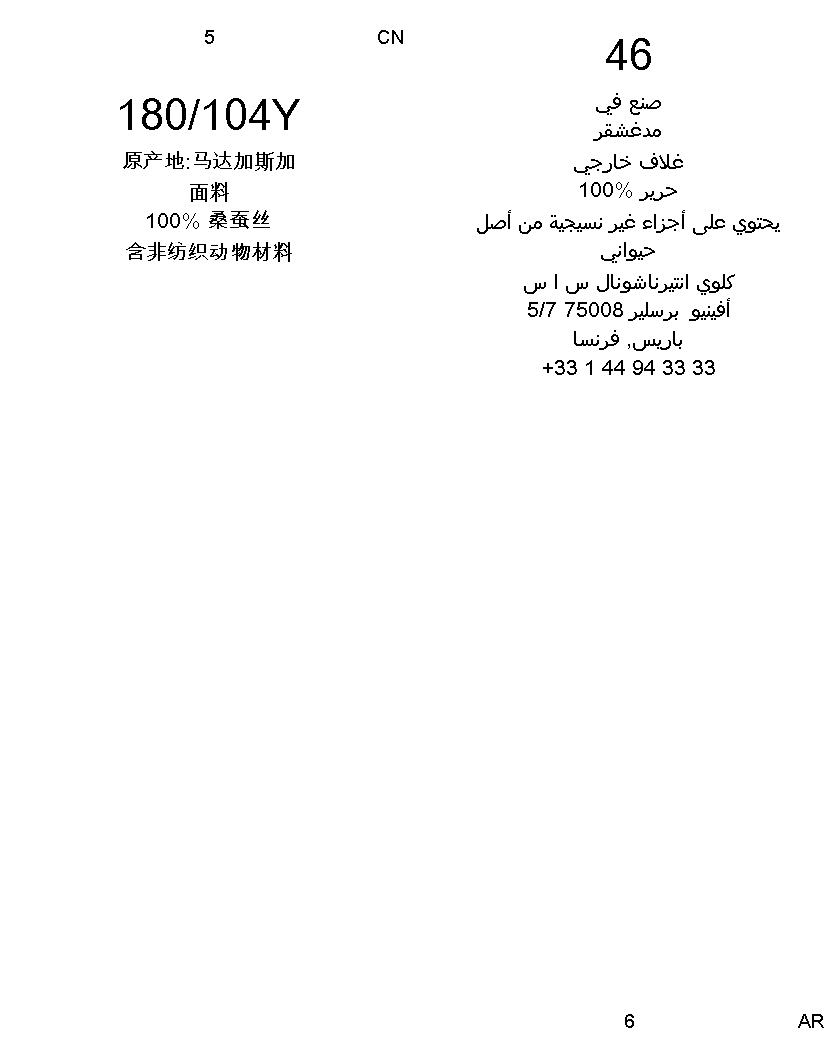 5
CN
180/104Y
原产地:马达加斯加
面料
100% 桑蚕丝
含非纺织动物材料
46
صنع في
مدغشقر
غلاف خارجي
100% حرير
يحتوي على أجزاء غير نسيجية من أصل
حيواني
كلوي انتيرناشونال س ا س
5/7 75008 أفينيو برسلير
باريس, فرنسا
+33 1 44 94 33 33
6
AR